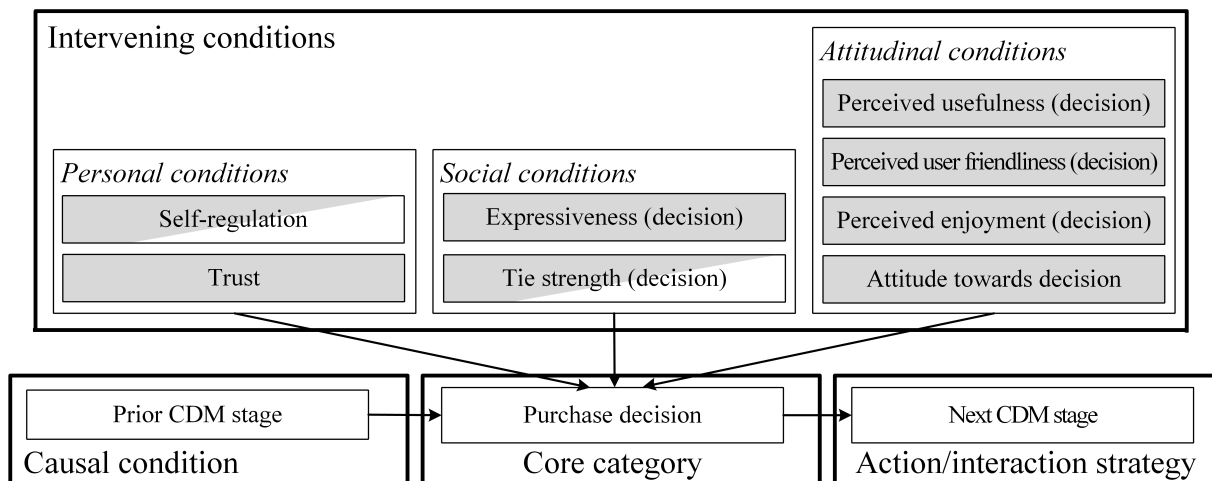 Intervening conditions
Personal conditions
Self-regulation
Trust
Social conditions
Expressiveness (decision)
Tie strength (decision)
Attitudinal conditions
Perceived usefulness (decision)
Perceived user friendliness (decision)
Perceived enjoyment (decision)
Attitude towards decision
Prior CDM stage
Causal condition
Purchase decision
Core category
Next CDM stage
Action/interaction strategy